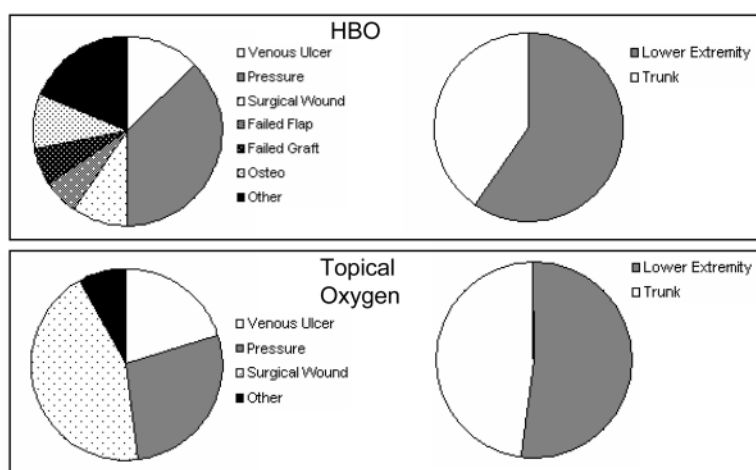 HBO
Venous Ulcer
Pressure
Surgical Wound
Failed Flap
Failed Graft
Osteo
Other
Lower Extremity
Trunk
Topical
Oxygen
Venous Ulcer
Pressure
Surgical Wound
Other
Lower Extremity
Trunk